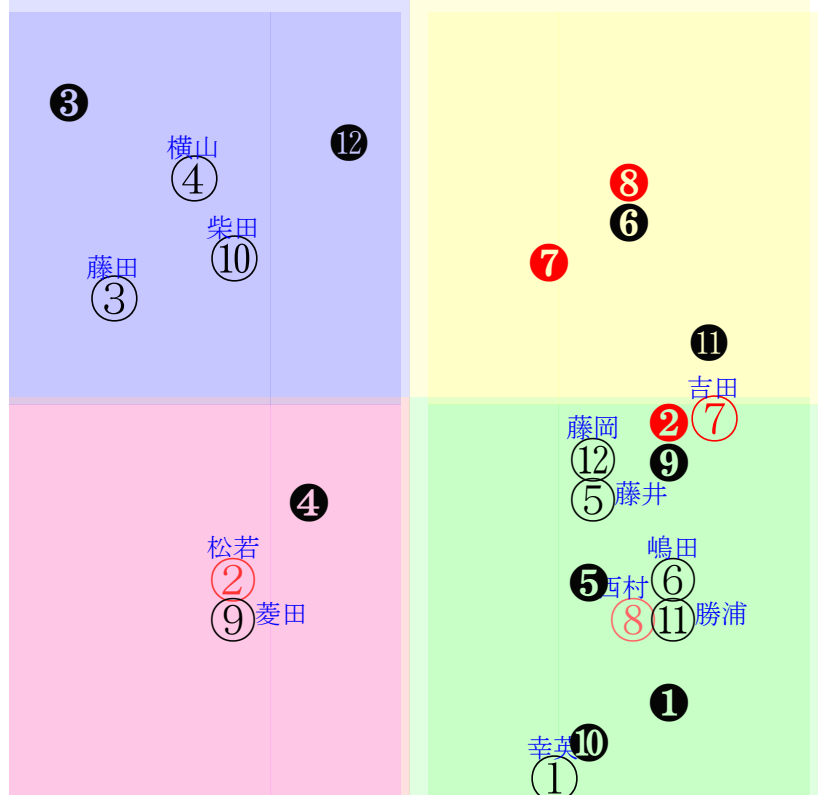 ❸
横山
④
⓬
柴田
⑩
藤田
③
❽
❻
❼
⓫
吉田
⑦
藤岡
❷
⑫
❾
⑤藤井
❹
松若
②
⑨菱田
嶋田
❺西村
⑥
⑧
⑪勝浦
❶
幸英
❿
①